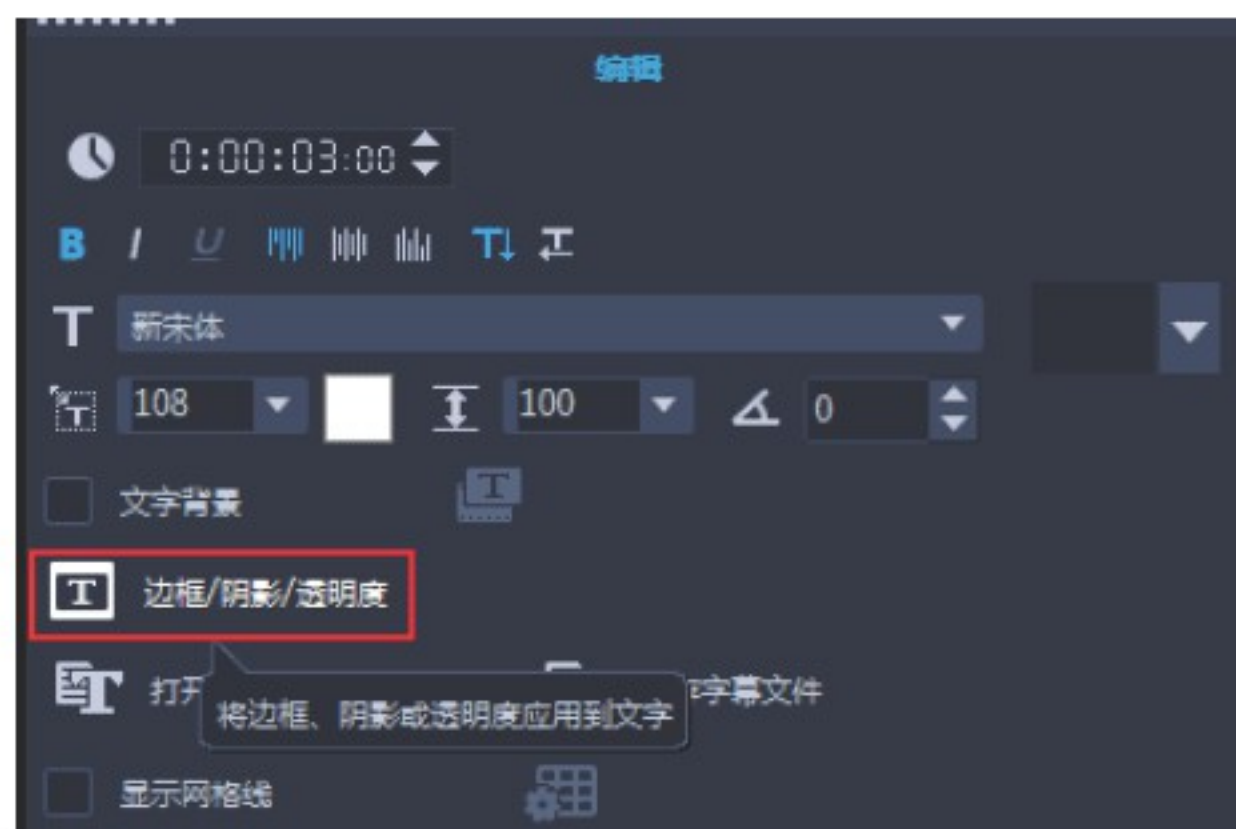 编辑
0:00:03:00
B I U
T 新宋体
108 100 0
文字背景
边框/阴影/透明度
打开 字幕文件
将边框、阴影或透明度应用到文字
显示网格线